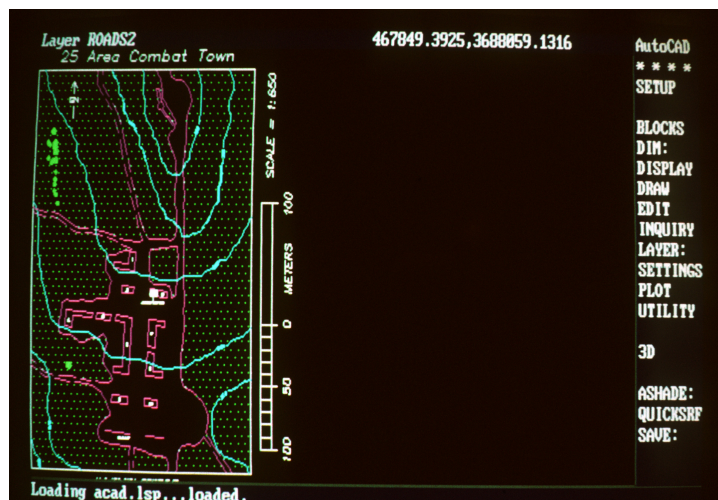 Layer ROADS2
467849.3925,3688059.1316
25 Area Combat Town
N
SCALE = 1:650
100
METERS
0
50
100
AutoCAD
* * * *
SETUP
BLOCKS
DIM:
DISPLAY
DRAW
EDIT
INQUIRY
LAYER:
SETTINGS
PLOT
UTILITY
3D
ASHADE:
QUICKSRF
SAVE:
Loading acad.lsp...loaded.